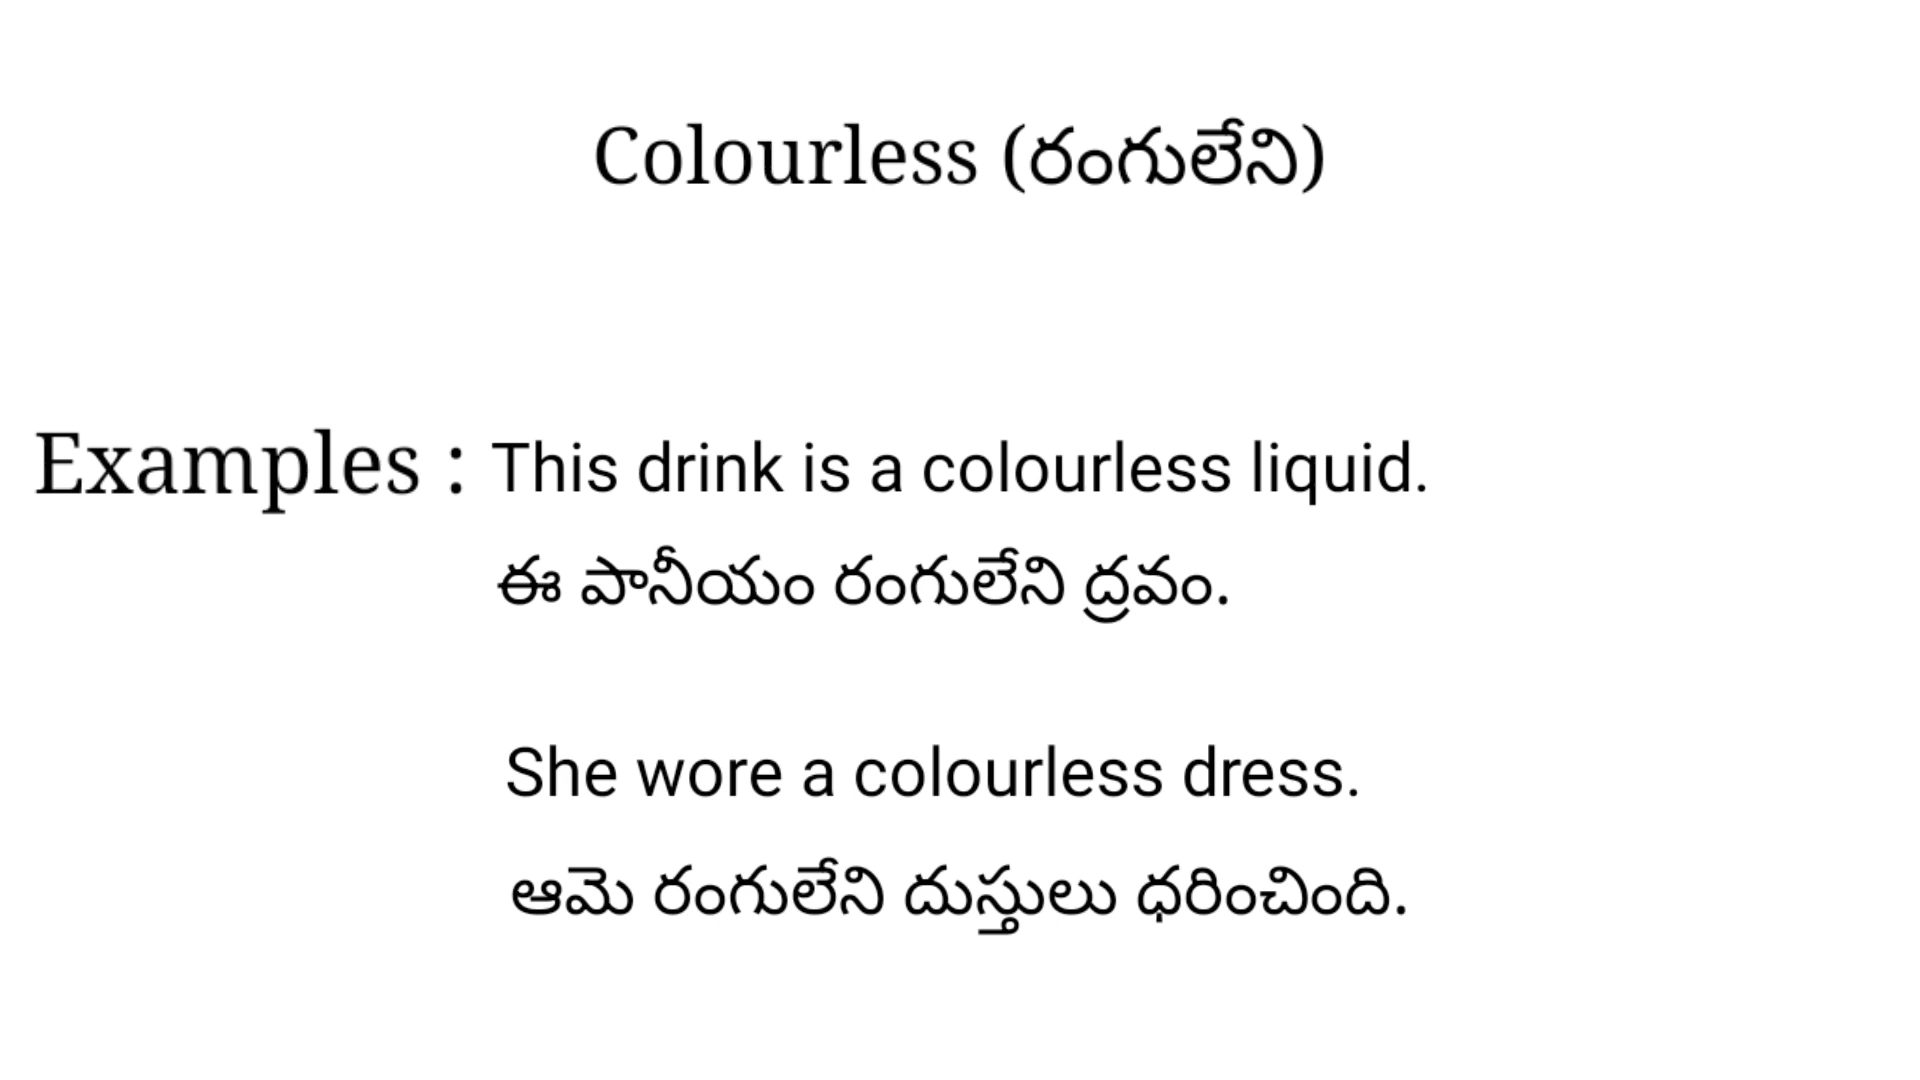 Colourless (రంగులేని)
Examples : This drink is a colourless liquid.
ఈ పానీయం రంగులేని ద్రవం.
She wore a colourless dress.
ఆమె రంగులేని దుస్తులు ధరించింది.